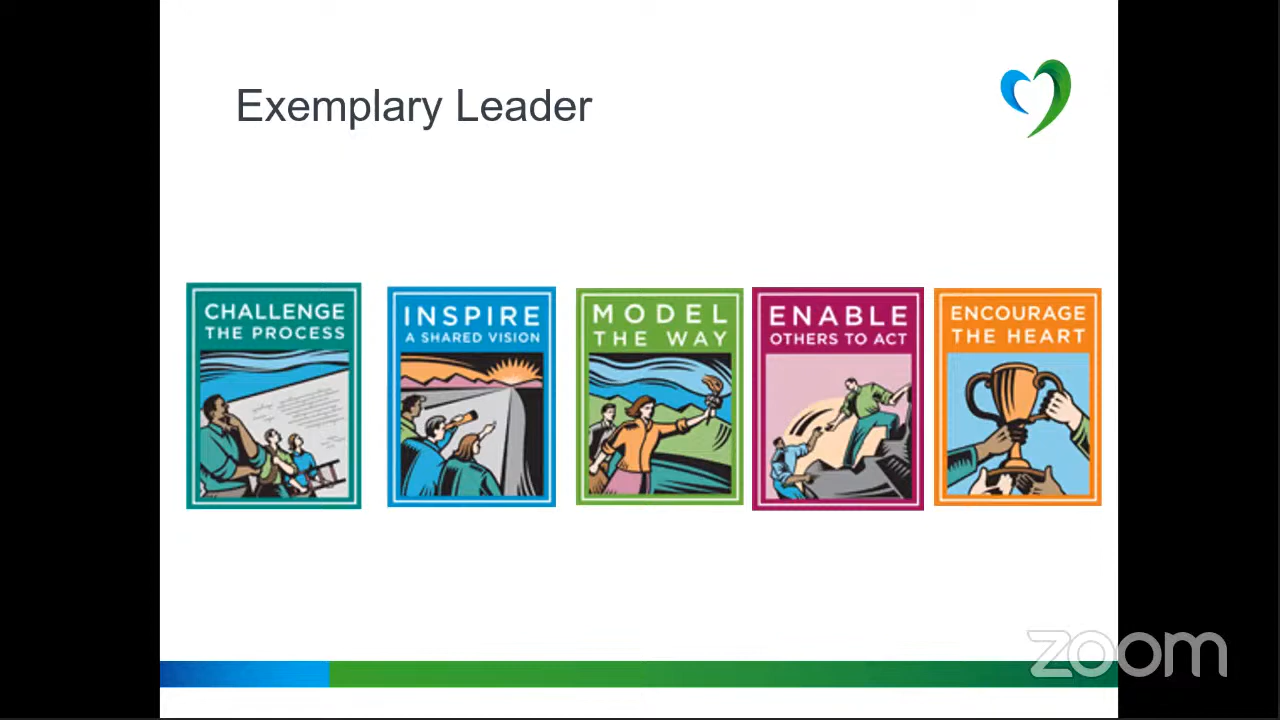 Exemplary Leader
CHALLENGE
THE PROCESS
INSPIRE
A SHARED VISION
MODEL
THE WAY
ENABLE
OTHERS TO ACT
ENCOURAGE
THE HEART
zoom